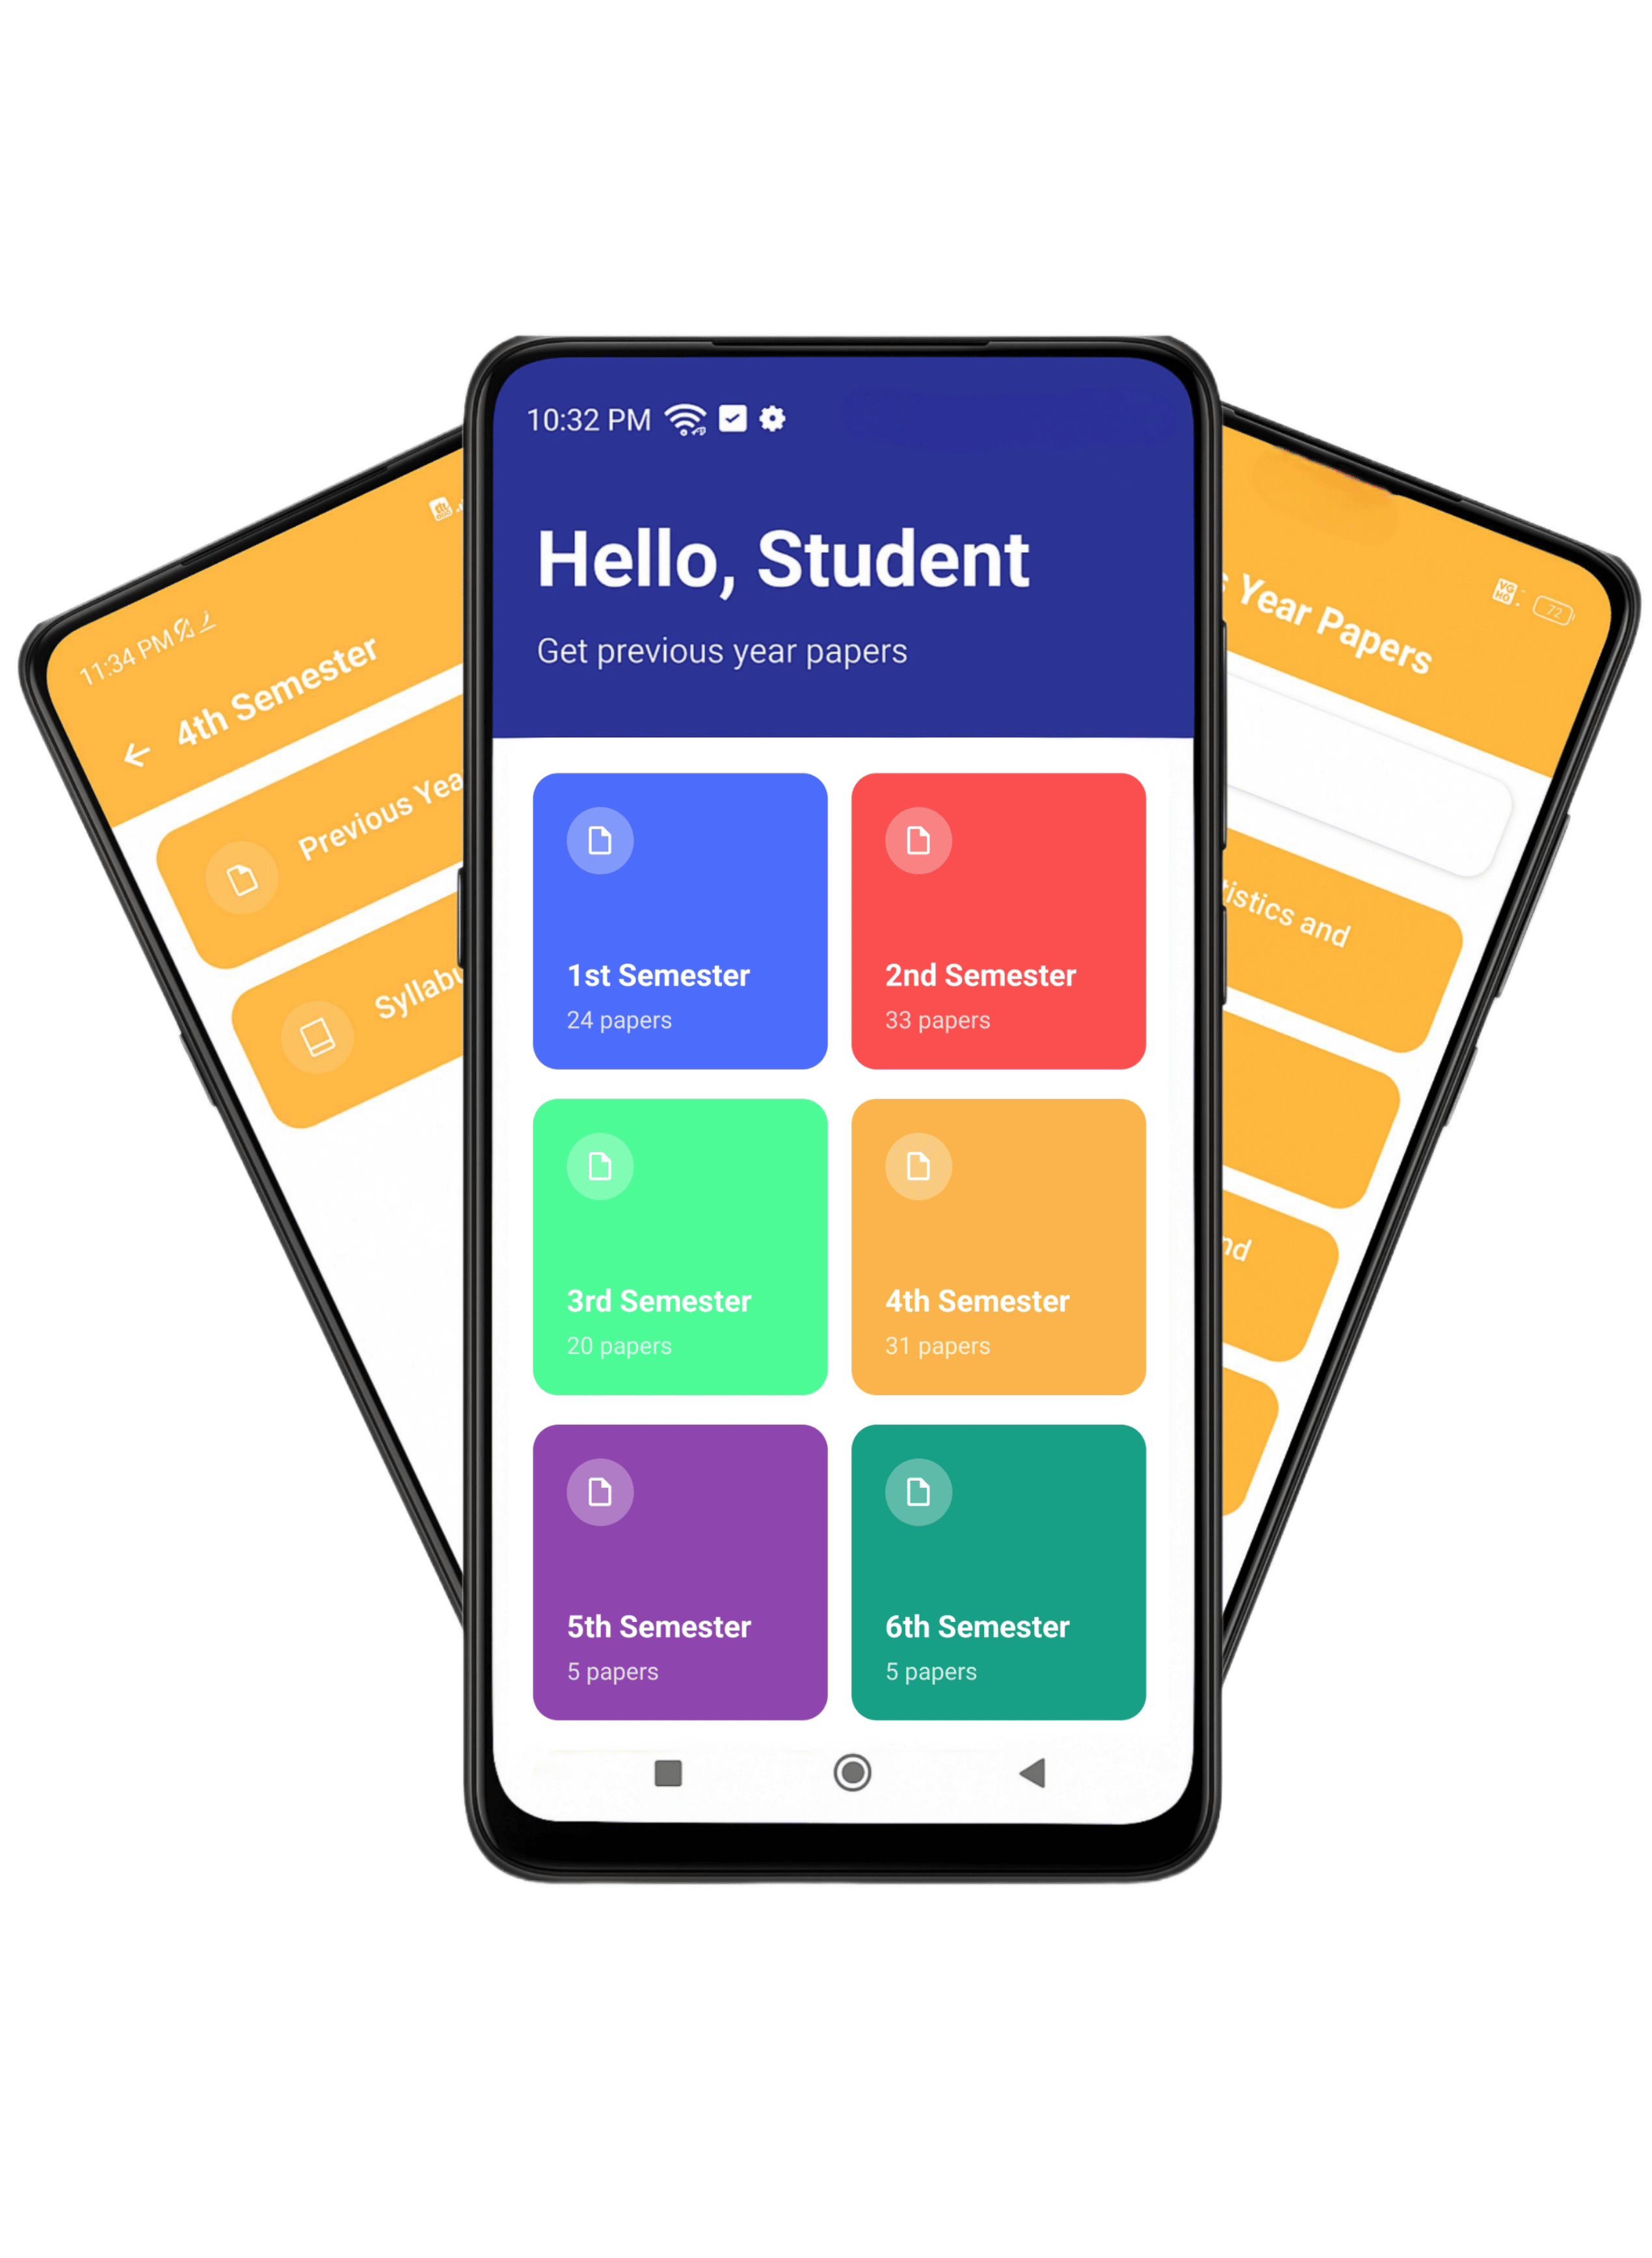 10:32 PM
Hello, Student
Get previous year papers
1st Semester
24 papers
2nd Semester
33 papers
3rd Semester
20 papers
4th Semester
31 papers
5th Semester
5 papers
6th Semester
5 papers
11:34 PM
4th Semester
Previous Yea
Syllabu
s Year Papers
72
tistics and
nd